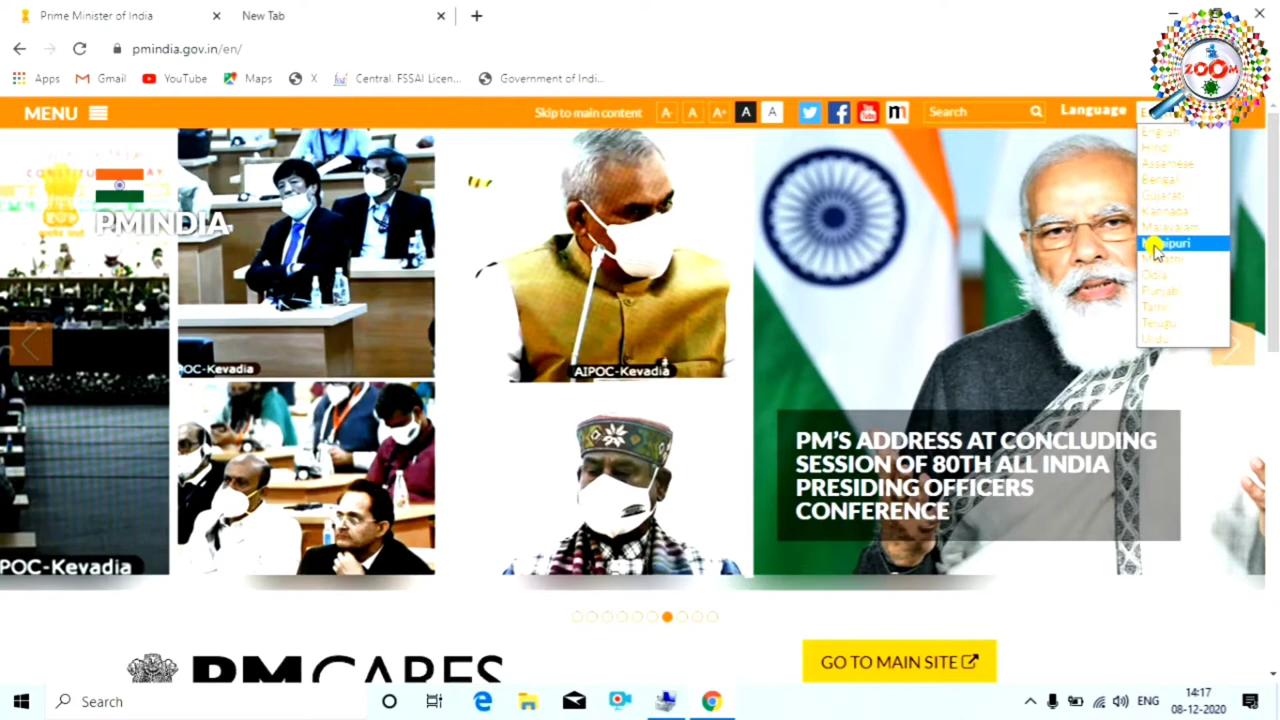 Prime Minister of India
New Tab
pmindia.gov.in/en/
Apps
Gmail
YouTube
Maps
X
Central. FSSAI Licen...
Government of Indi...
ZOOM
MENU
Skip to main content
A-
A
A+
A
A
m
Search
Language
English
Hindi
Assamese
Bengali
Gujarati
Kannada
Malayalam
Manipuri
Marathi
Odia
Punjabi
Tamil
Telugu
Urdu
PMINDIA
POC-Kevadia
AIPOC-Kevadia
POC-Kevadia
PM'S ADDRESS AT CONCLUDING
SESSION OF 80TH ALL INDIA
PRESIDING OFFICERS
CONFERENCE
PM CARES
GO TO MAIN SITE
Search
ENG
14:17
08-12-2020